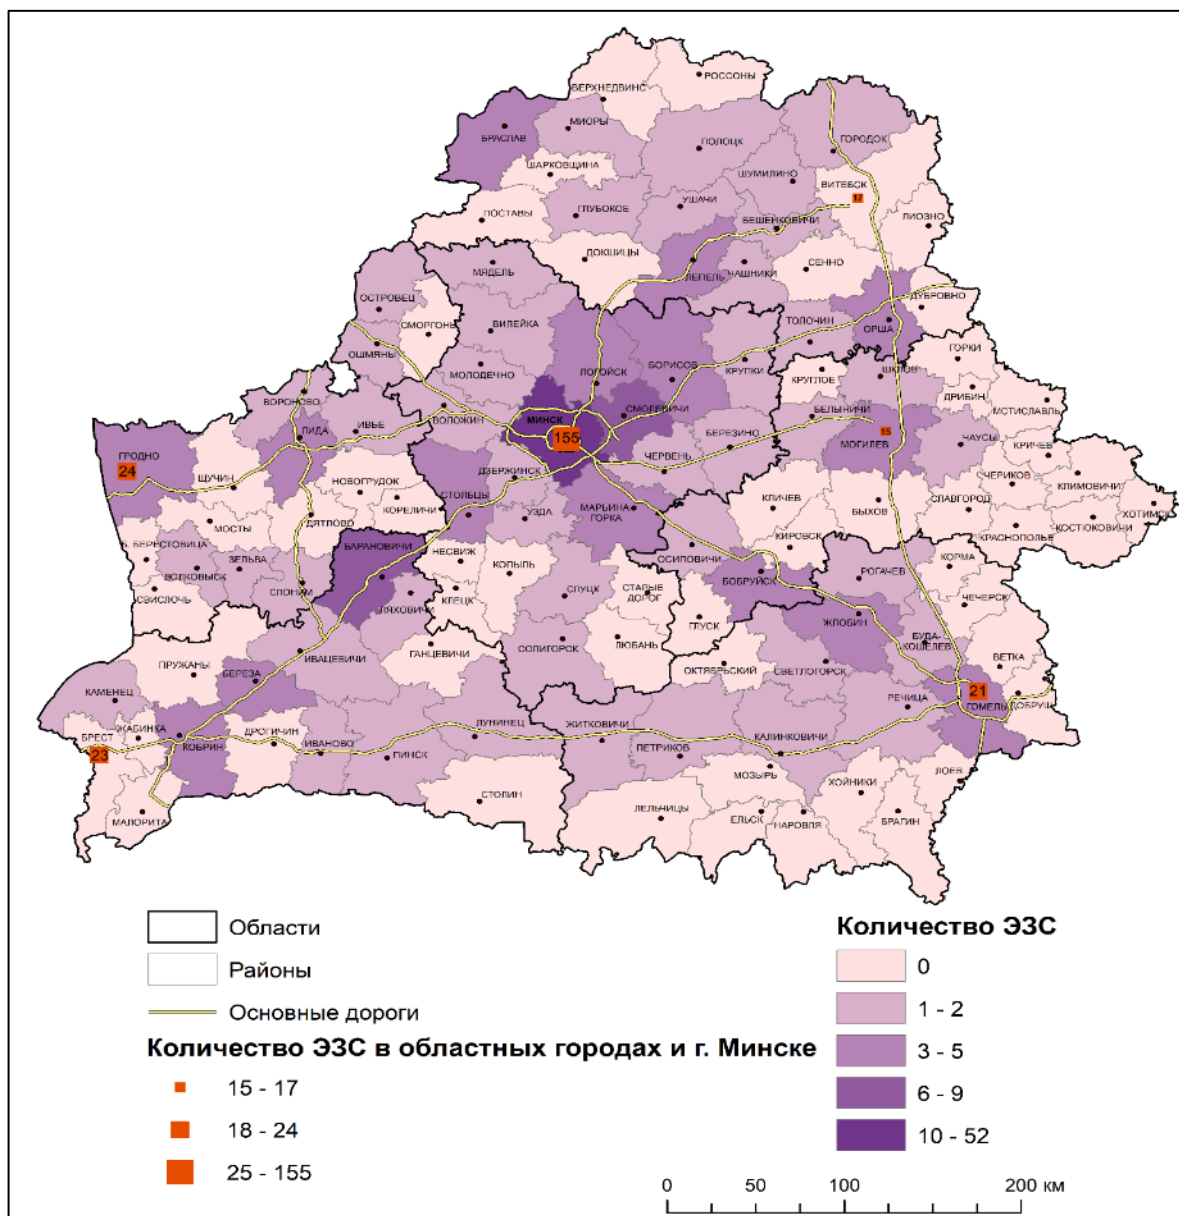 РОССОНЫ
ВЕРХНЕДВИНС
МИОРЫ
БРАСЛАВ
ПОЛОЦК
ГОРОДОК
ШАРКОВЩИНА
ШУМИЛИНО
ВИТЕБСК
17
ПОСТАВЫ
ГЛУБОКОЕ
УШАЧИ
БЕШЕНКОВИЧИ
ЛИОЗНО
ДОКШИЦЫ
ЛЕПЕЛЬ
ЧАШНИКИ
СЕННО
МЯДЕЛЬ
ОСТРОВЕЦ
СМОРГОНЬ
ВИЛЕЙКА
ДУБРОВНО
ОРША
ТОЛОЧИН
ОШМЯНЫ
МОЛОДЕЧНО
ЛОГОЙСК
БОРИСОВ
КРУПКИ
ГОРКИ
КРУГЛОЕ
ШКЛОВ
ДРИБИН
МСТИСЛАВЛЬ
ВОРОНОВО
ВОЛОЖИН
МИНСК
155
СМОЛЕВИЧИ
БЕЛЫНИЧИ
15
МОГИЛЕВ
ЧАУСЫ
КРИЧЕВ
ЛИДА
ИВЬЕ
БЕРЕЗИНО
ЧЕРВЕНЬ
ГРОДНО
24
ЩУЧИН
ДЗЕРЖИНСК
НОВОГРУДОК
КОРЕЛИЧИ
СТОЛБЦЫ
УЗДА
МАРЬИНА
ГОРКА
КЛИЧЕВ
БЫХОВ
СЛАВГОРОД
ЧЕРИКОВ
КЛИМОВИЧИ
ХОТИМСК
КОСТЮКОВИЧИ
КРАСНОПОЛЬЕ
МОСТЫ
ДЯТЛОВО
Б. БЕРЕСТОВИЦА
ВОЛКОВЫСК
ЗЕЛЬВА
СЛОНИМ
СВИСЛОЧЬ
БАРАНОВИЧИ
НЕСВИЖ
КЛЕЦК
КОПЫЛЬ
ЛЯХОВИЧИ
СЛУЦК
СТАРЫЕ
ДОРОГ
ОСИПОВИЧИ
КИРОВСК
БОБРУЙСК
ГЛУСК
РОГАЧЕВ
КОРМА
ЧЕЧЕРСК
ЖЛОБИН
БУДА-
КОШЕЛЕВ
ВЕТКА
ПРУЖАНЫ
ИВАЦЕВИЧИ
ГАНЦЕВИЧИ
СОЛИГОРСК
ЛЮБАНЬ
ОКТЯБРЬСКИЙ
СВЕТЛОГОРСК
РЕЧИЦА
21
ГОМЕЛЬ
ДОБРУШ
КАМЕНЕЦ
БЕРЕЗА
БРЕСТ
23
ЖАБИНКА
КОБРИН
ДРОГИЧИН
ИВАНОВО
ПИНСК
ЛУНИНЕЦ
ЖИТКОВИЧИ
ПЕТРИКОВ
КАЛИНКОВИЧИ
МОЗЫРЬ
ХОЙНИКИ
ЛОЕВ
МАЛОРИТА
СТОЛИН
ЛЕЛЬЧИЦЫ
ЕЛЬСК
НАРОВЛЯ
БРАГИН
Области
Районы
Основные дороги
Количество ЭЗС в областных городах и г. Минске
15 - 17
18 - 24
25 - 155
Количество ЭЗС
0
1 - 2
3 - 5
6 - 9
10 - 52
0 100 200 км